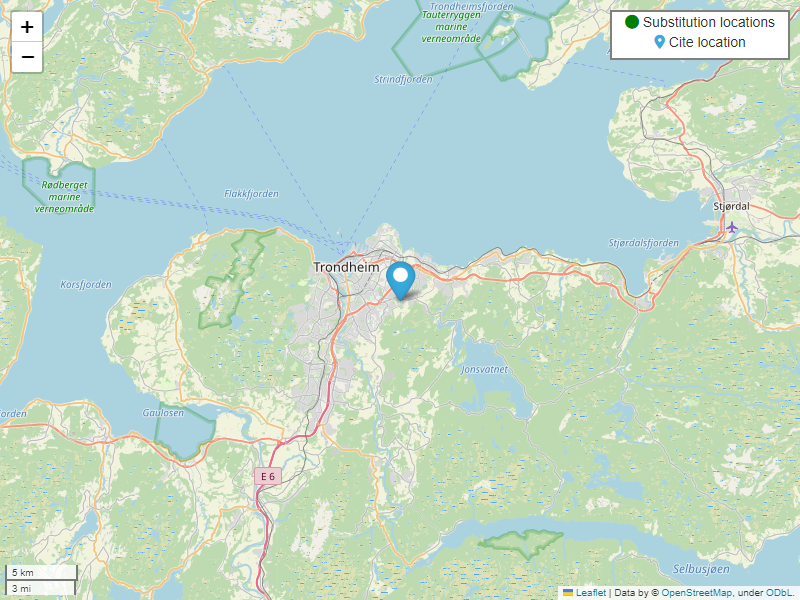 +
−
Trondheimsfjorden
Tauterryggen
marine
verneområde
Strindfjorden
Substitution locations
Cite location
Rødberget
marine
verneområde
Flakkfjorden
Stjørdal
Stjørdalsfjorden
Trondheim
Korsfjorden
Jonsvatnet
Gaulosen
orden
E 6
Selbusjøen
5 km
3 mi
Leaflet | Data by © OpenStreetMap, under ODbL.